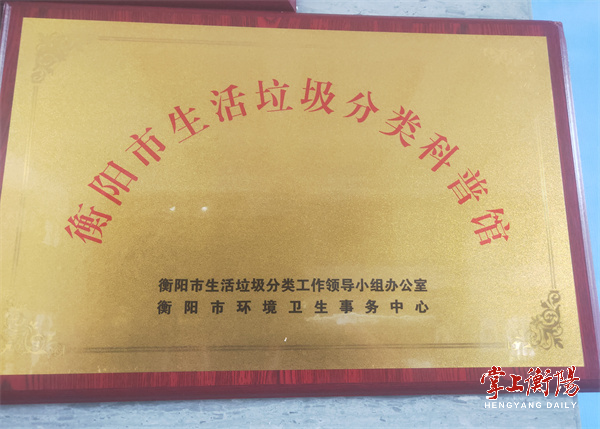 衡阳市生活垃圾分类科普馆
衡阳市生活垃圾分类工作领导小组办公室
衡阳市环境卫生事务中心
掌上衡陽
HENGYANG DAILY